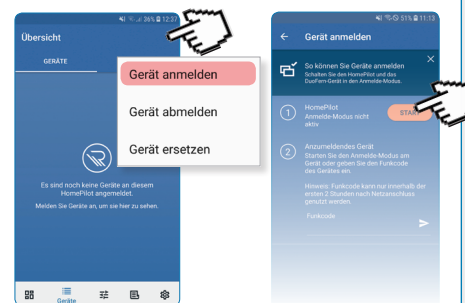 36% 12:37
Übersicht
GERÄTE
Gerät anmelden
Gerät abmelden
Gerät ersetzen
Es sind noch keine Geräte an diesem
HomePilot angemeldet.
Melden Sie Geräte an, um sie hier zu sehen.
Geräte
51% 11:13
Gerät anmelden
So können Sie Geräte anmelden
Schalten Sie den HomePilot und das
DuoFern-Gerät in den Anmelde-Modus.
1 HomePilot
Anmelde-Modus nicht
aktiv
START
2 Anzumeldendes Gerät
Starten Sie den Anmelde-Modus am
Gerät oder geben Sie den Funkcode
des Gerätes ein.
Hinweis: Funkcode kann nur innerhalb der
ersten 2 Stunden nach Netzanschluss
genutzt werden.
Funkcode